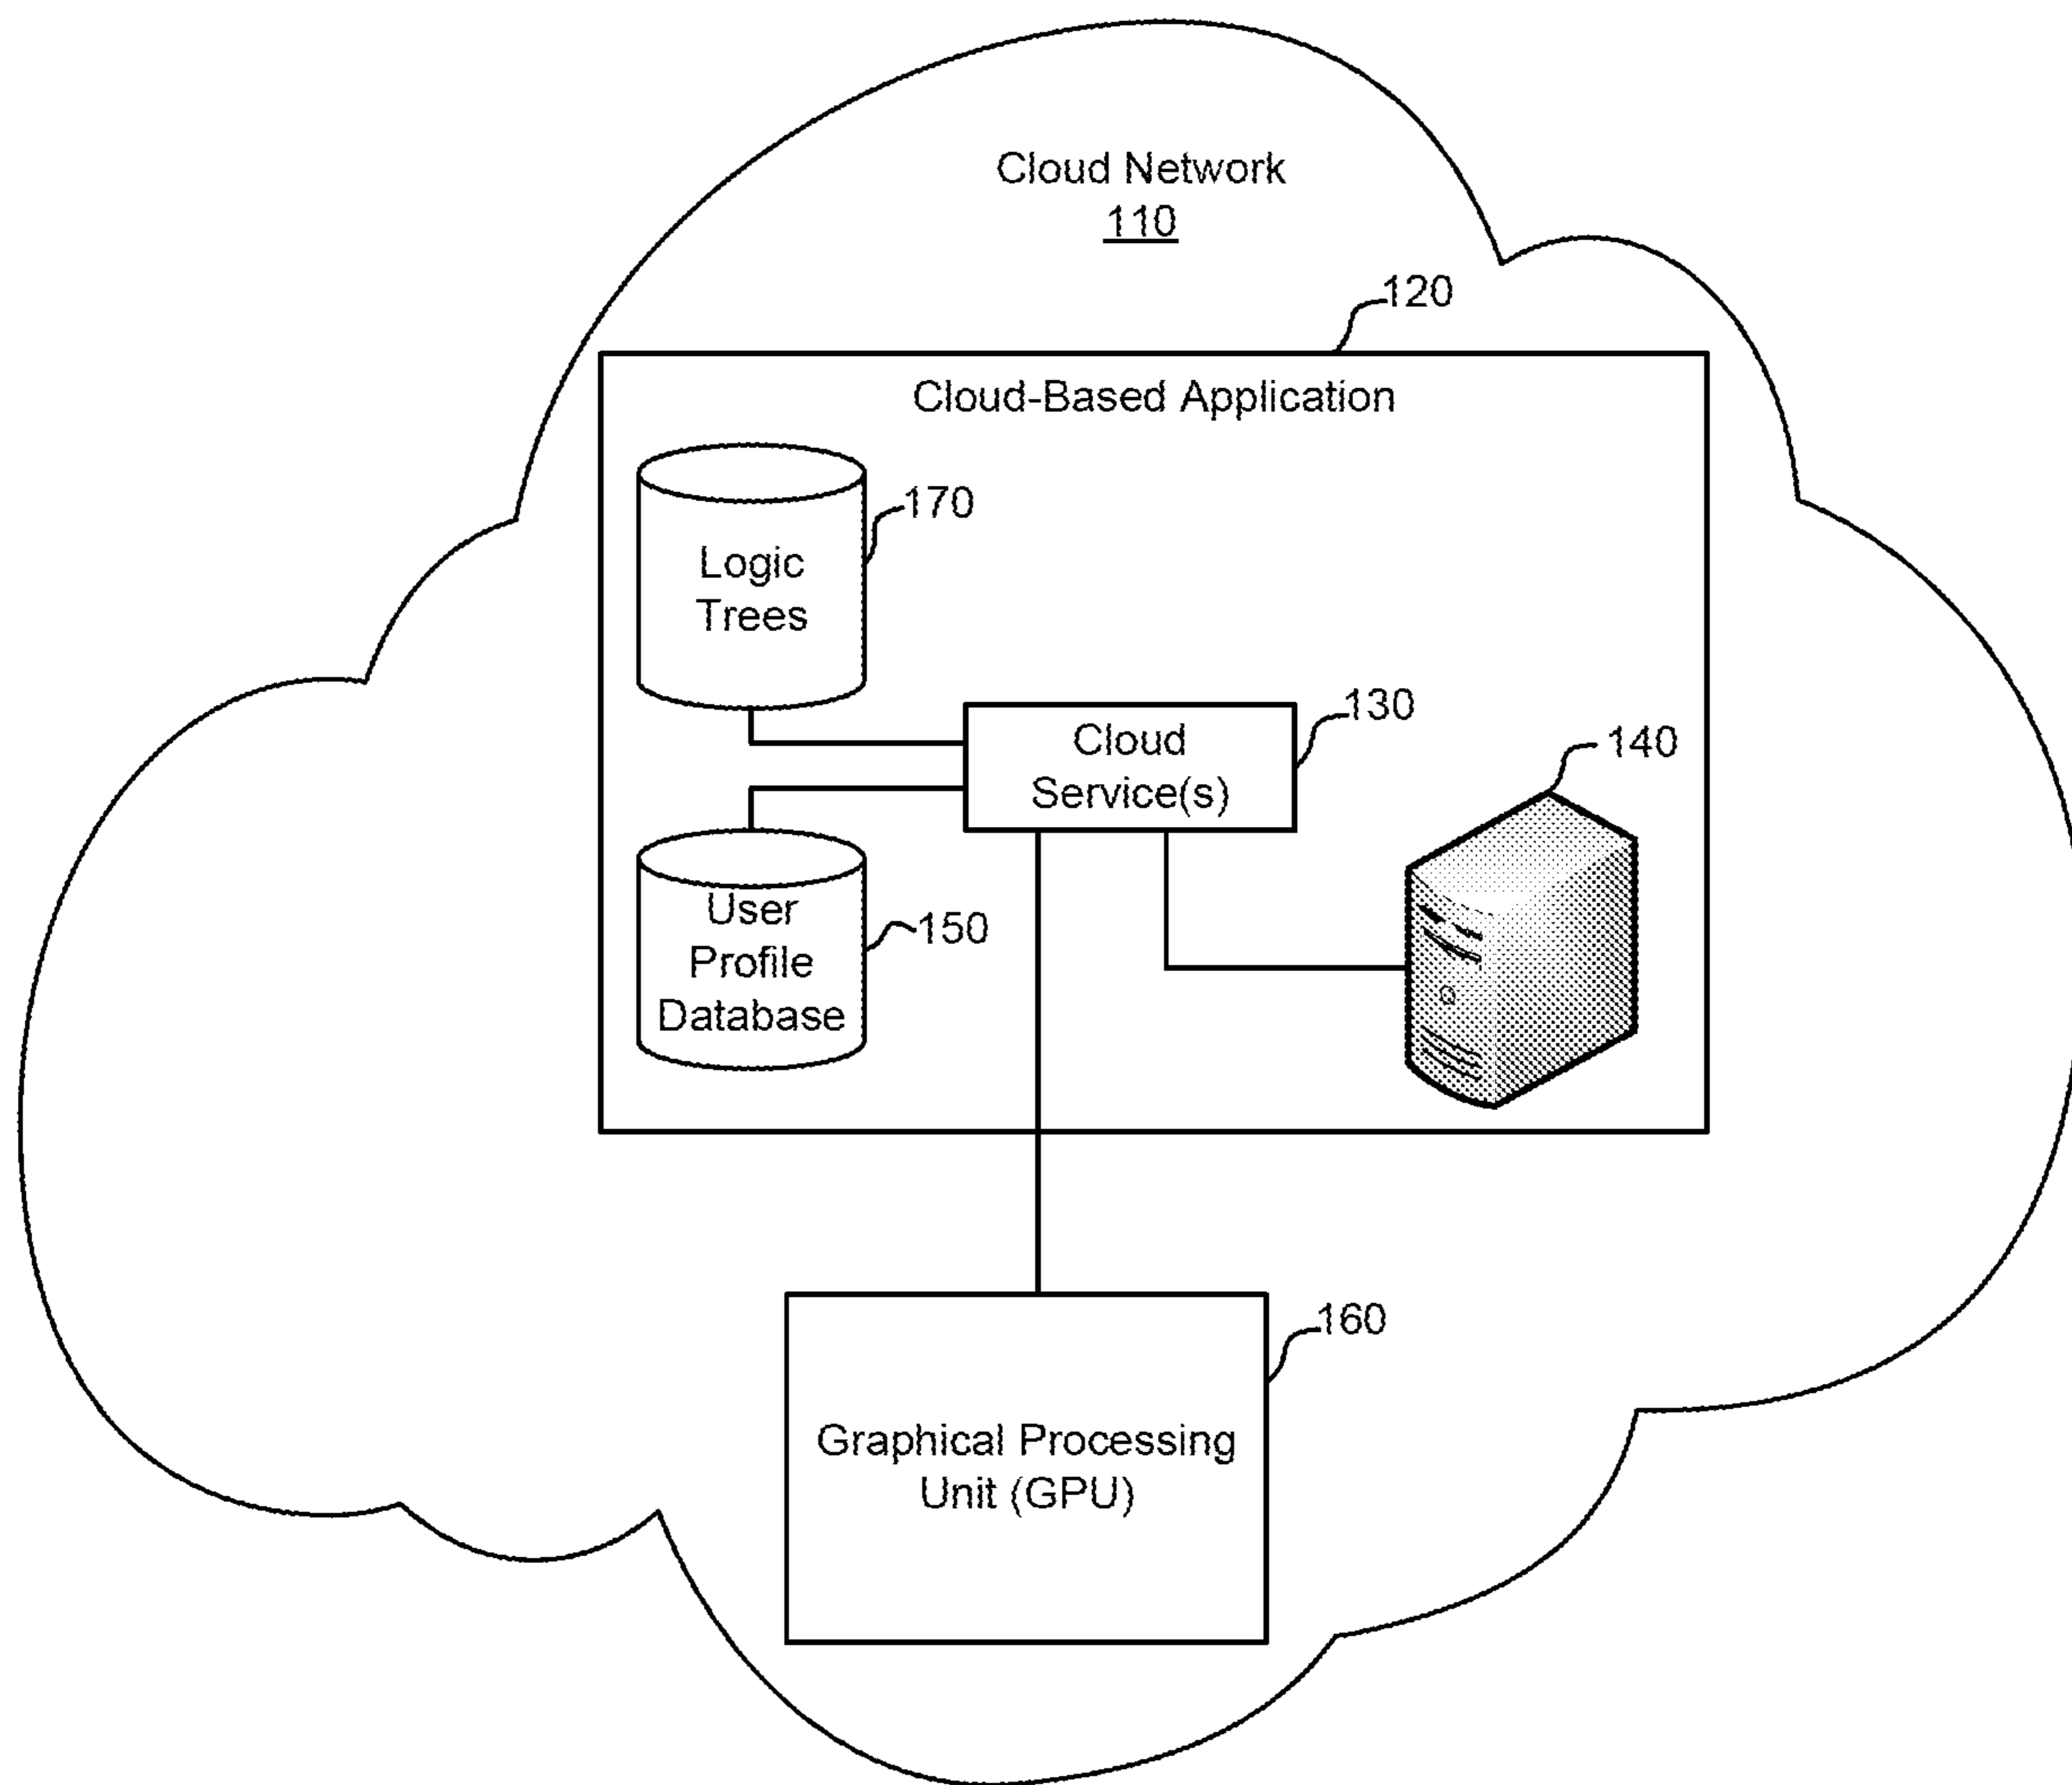 Cloud Network
110
120
Cloud-Based Application
170
Logic
Trees
130
Cloud
Service(s)
140
User
Profile
Database
150
160
Graphical Processing
Unit (GPU)